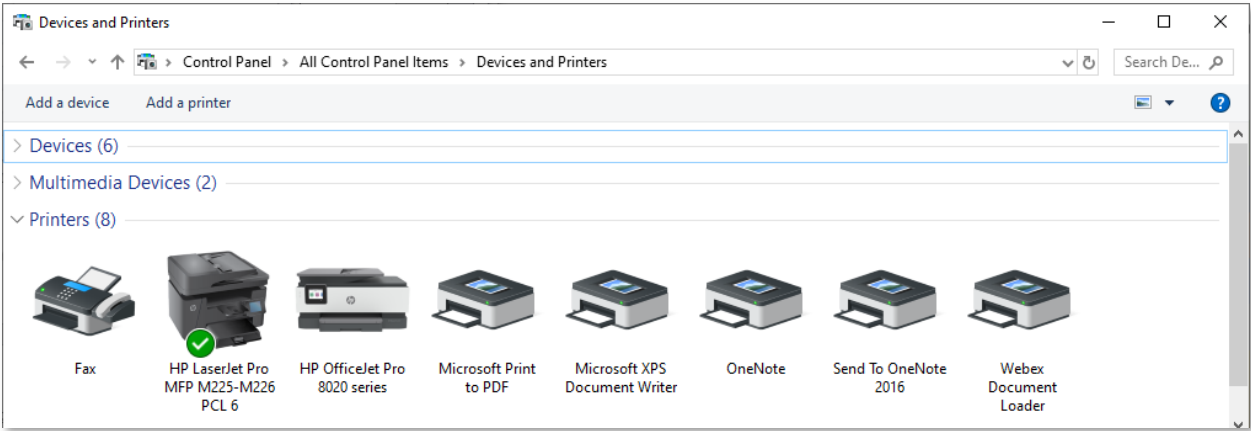 Devices and Printers
Control Panel > All Control Panel Items > Devices and Printers
Search De...
Add a device Add a printer
?
> Devices (6)
> Multimedia Devices (2)
Printers (8)
Fax
HP LaserJet Pro
MFP M225-M226
PCL 6
HP OfficeJet Pro
8020 series
Microsoft Print
to PDF
Microsoft XPS
Document Writer
OneNote
Send To OneNote
2016
Webex
Document
Loader